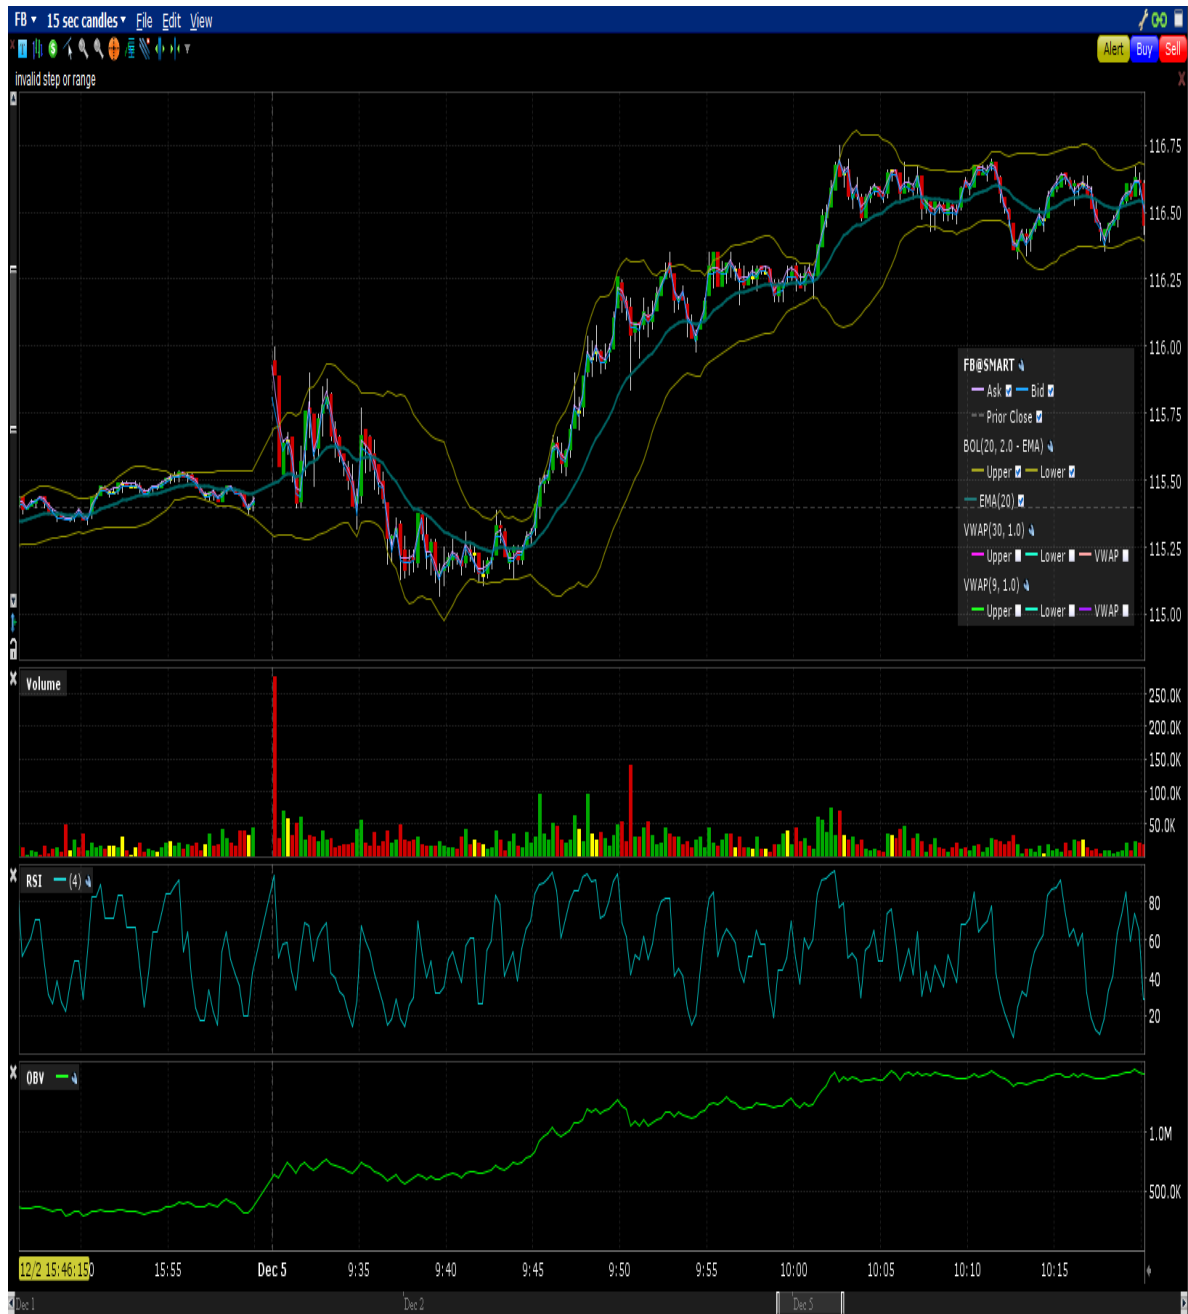 FB 15 sec candles File Edit View
Alert Buy Sell
invalid step or range
116.75
116.50
116.25
116.00
115.75
115.50
115.25
115.00
FB@SMART
Ask Bid
Prior Close
BOL(20, 2.0 - EMA)
Upper Lower
EMA(20)
VWAP(30, 1.0)
Upper Lower VWAP
VWAP(9, 1.0)
Upper Lower VWAP
Volume
250.0K
200.0K
150.0K
100.0K
50.0K
RSI (4)
80
60
40
20
OBV
1.0M
500.0K
12/2 15:46:15 0 15:55 Dec 5 9:35 9:40 9:45 9:50 9:55 10:00 10:05 10:10 10:15
Dec 1 Dec 2 Dec 5